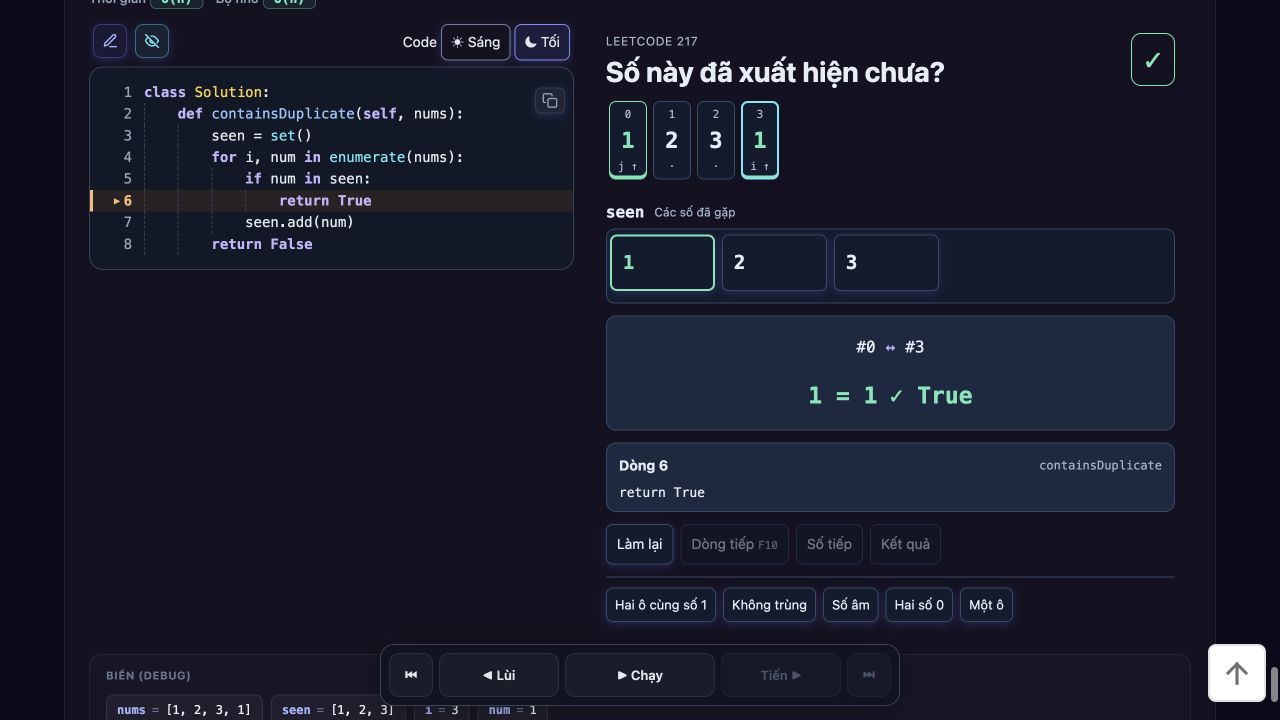 Thời gian O(n) Bộ nhớ O(n)
Code ☀ Sáng Tối
1 class Solution:
2 def containsDuplicate(self, nums):
3 seen = set()
4 for i, num in enumerate(nums):
5 if num in seen:
▶ 6 return True
7 seen.add(num)
8 return False
LEETCODE 217
Số này đã xuất hiện chưa?
✓
0 1 2 3
1 2 3 1
j ↑ · · i ↑
seen Các số đã gặp
1 2 3
#0 ↔ #3
1 = 1 ✓ True
Dòng 6 containsDuplicate
return True
Làm lại Dòng tiếp F10 Số tiếp Kết quả
Hai ô cùng số 1 Không trùng Số âm Hai số 0 Một ô
BIẾN (DEBUG)
⏮ ◀ Lùi ▶ Chạy Tiến ▶ ⏭
nums = [1, 2, 3, 1] seen = [1, 2, 3] i = 3 num = 1